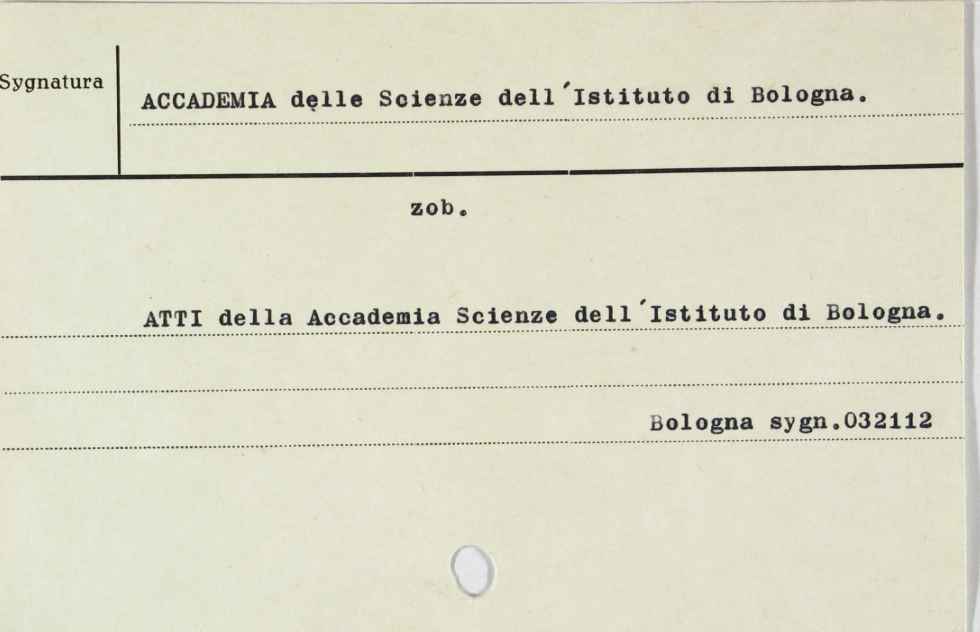 Sygnatura
ACCADEMIA delle Scienze dell´Istituto di Bologna.
zob.
ATTI della Accademia Scienze dell´Istituto di Bologna.
Bologna sygn.032112